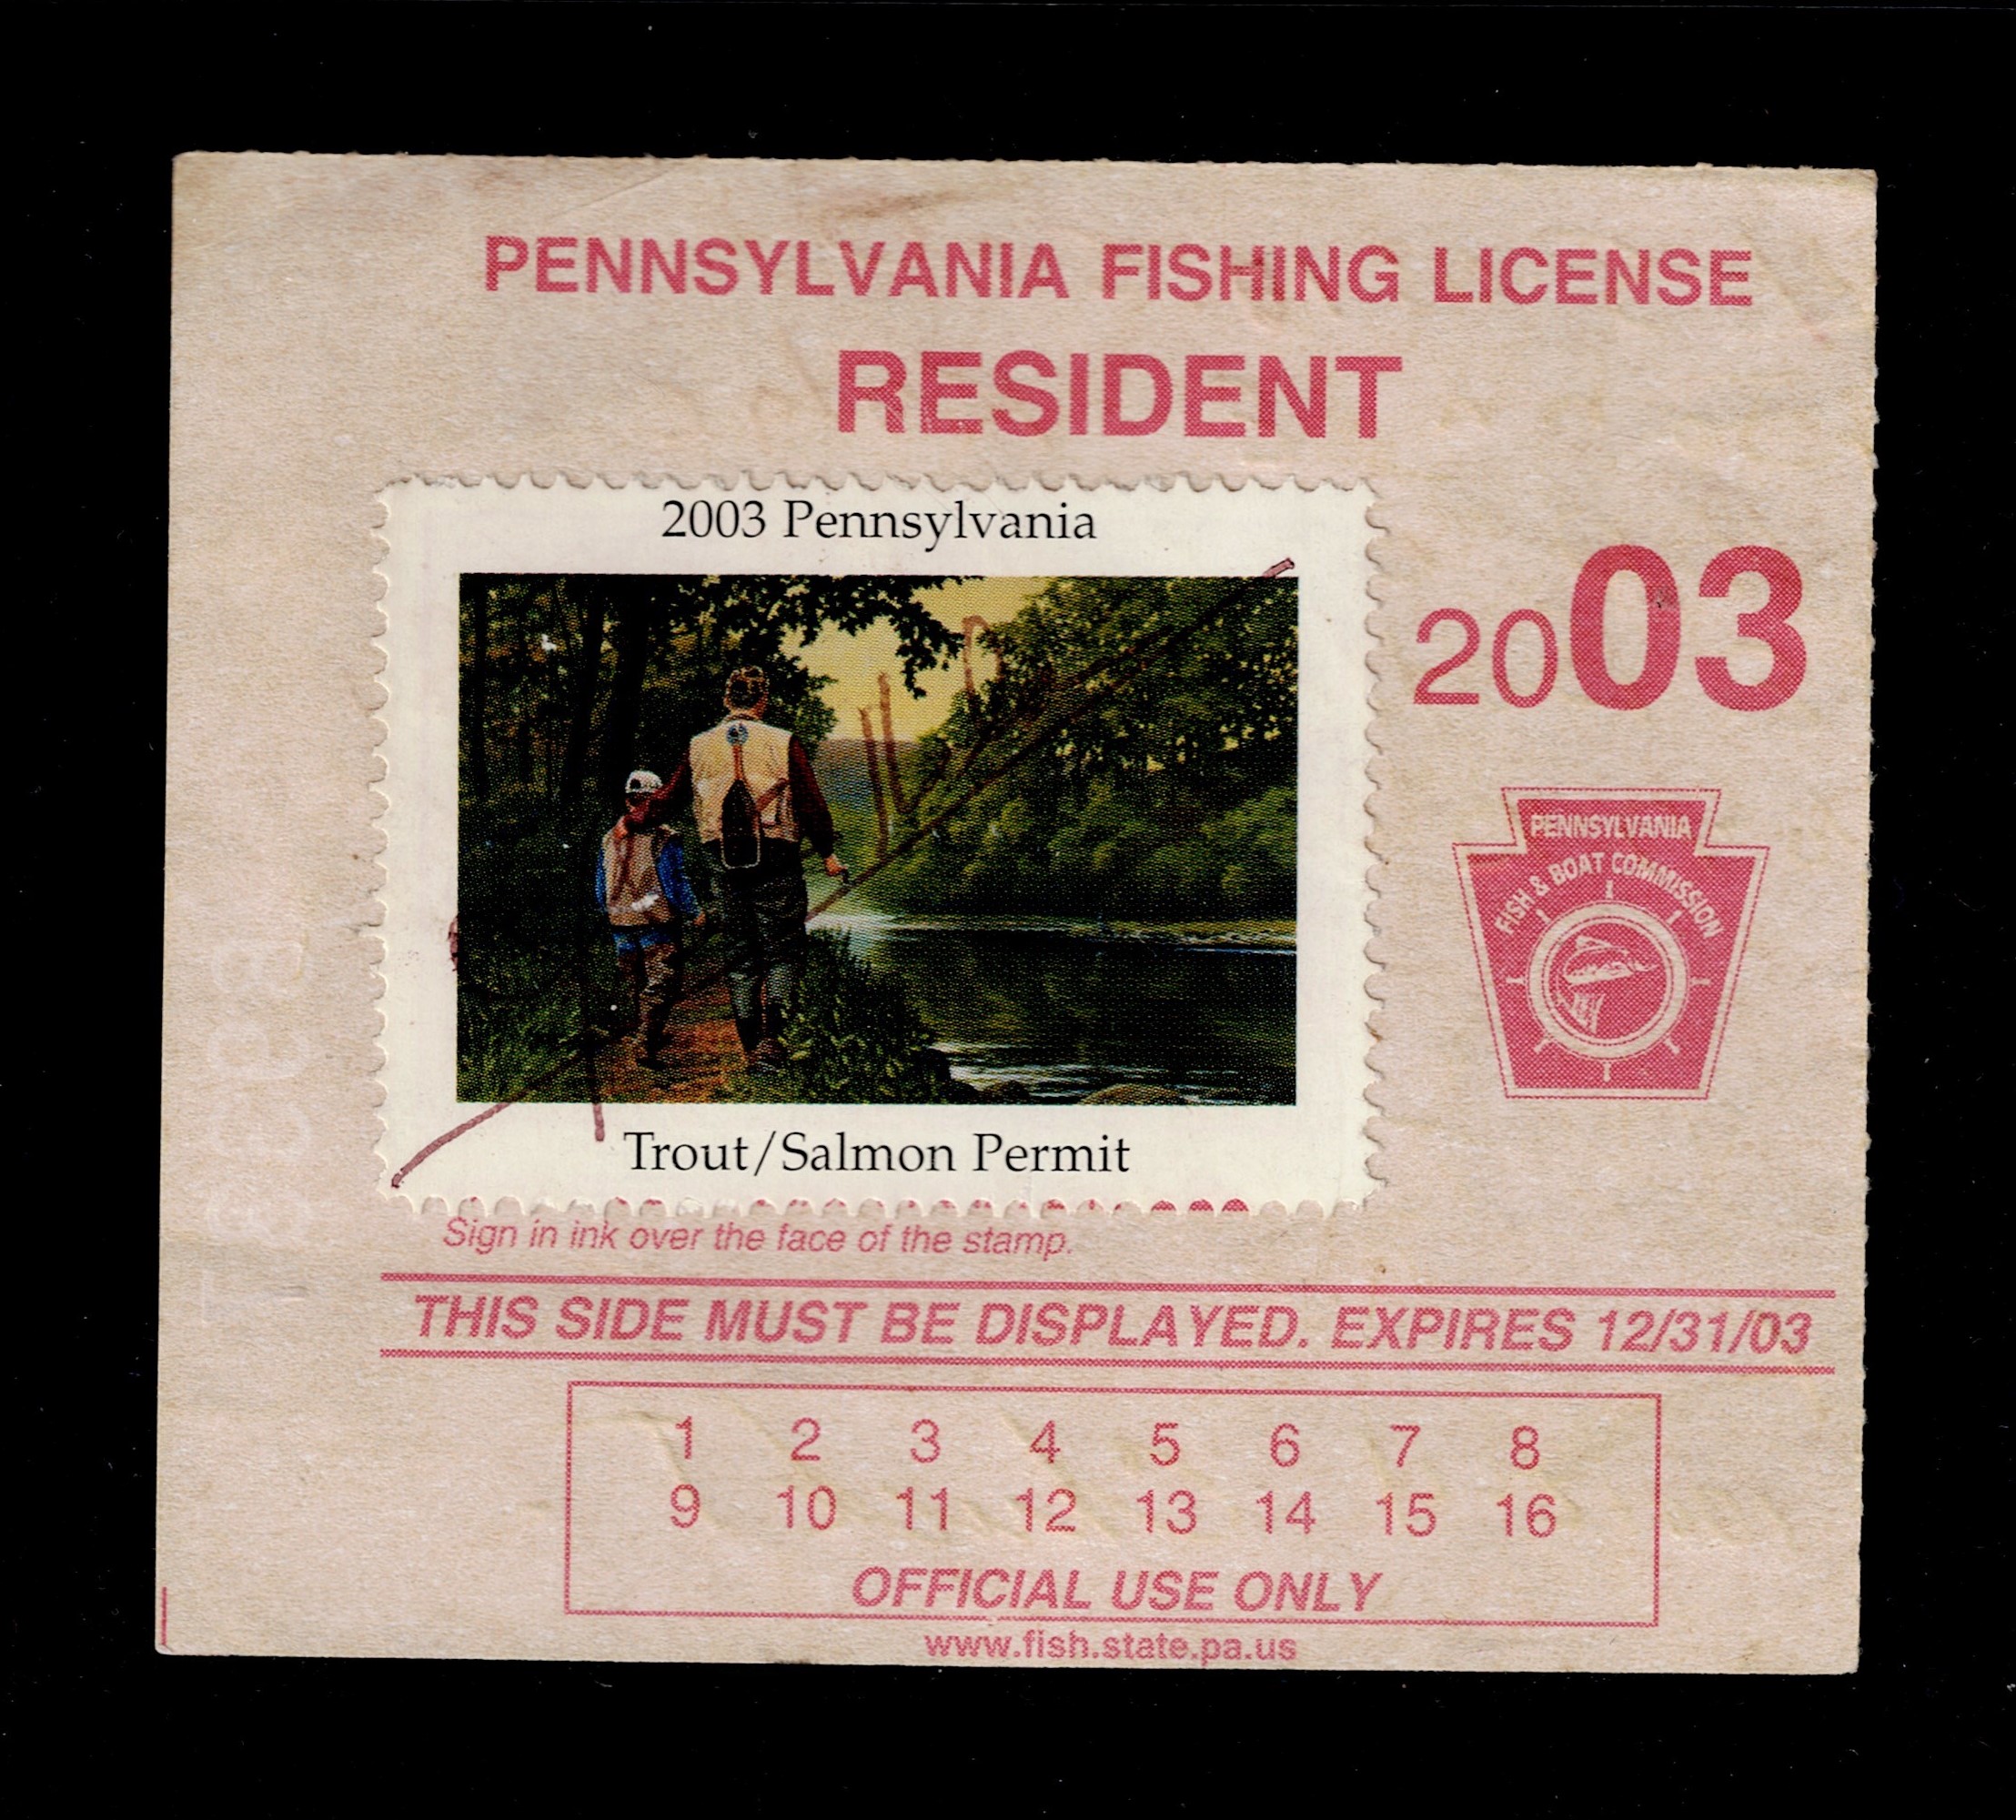 PENNSYLVANIA FISHING LICENSE
RESIDENT
2003 Pennsylvania
2003
PENNSYLVANIA
FISH & BOAT COMMISSION
Trout/Salmon Permit
Sign in ink over the face of the stamp.
THIS SIDE MUST BE DISPLAYED. EXPIRES 12/31/03
1 2 3 4 5 6 7 8
9 10 11 12 13 14 15 16
OFFICIAL USE ONLY
www.fish.state.pa.us